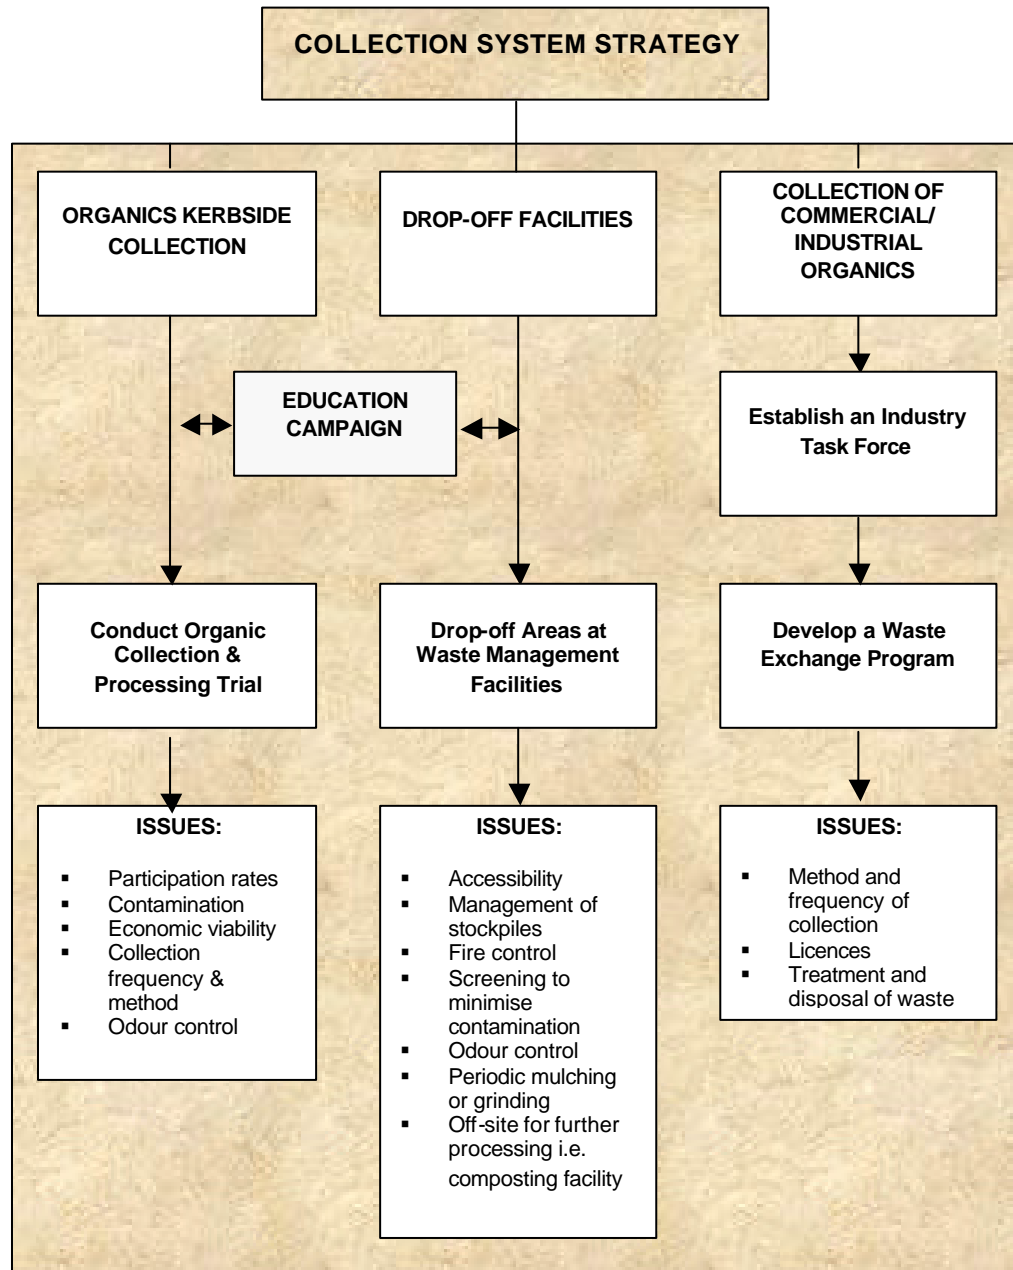 COLLECTION SYSTEM STRATEGY
ORGANICS KERBSIDE
COLLECTION
DROP-OFF FACILITIES
COLLECTION OF
COMMERCIAL/
INDUSTRIAL
ORGANICS
EDUCATION
CAMPAIGN
Establish an Industry
Task Force
Conduct Organic
Collection &
Processing Trial
Drop-off Areas at
Waste Management
Facilities
Develop a Waste
Exchange Program
ISSUES:
▪ Participation rates
▪ Contamination
▪ Economic viability
▪ Collection
frequency &
method
▪ Odour control
ISSUES:
▪ Accessibility
▪ Management of
stockpiles
▪ Fire control
▪ Screening to
minimise
contamination
▪ Odour control
▪ Periodic mulching
or grinding
▪ Off-site for further
processing i.e.
composting facility
ISSUES:
▪ Method and
frequency of
collection
▪ Licences
▪ Treatment and
disposal of waste